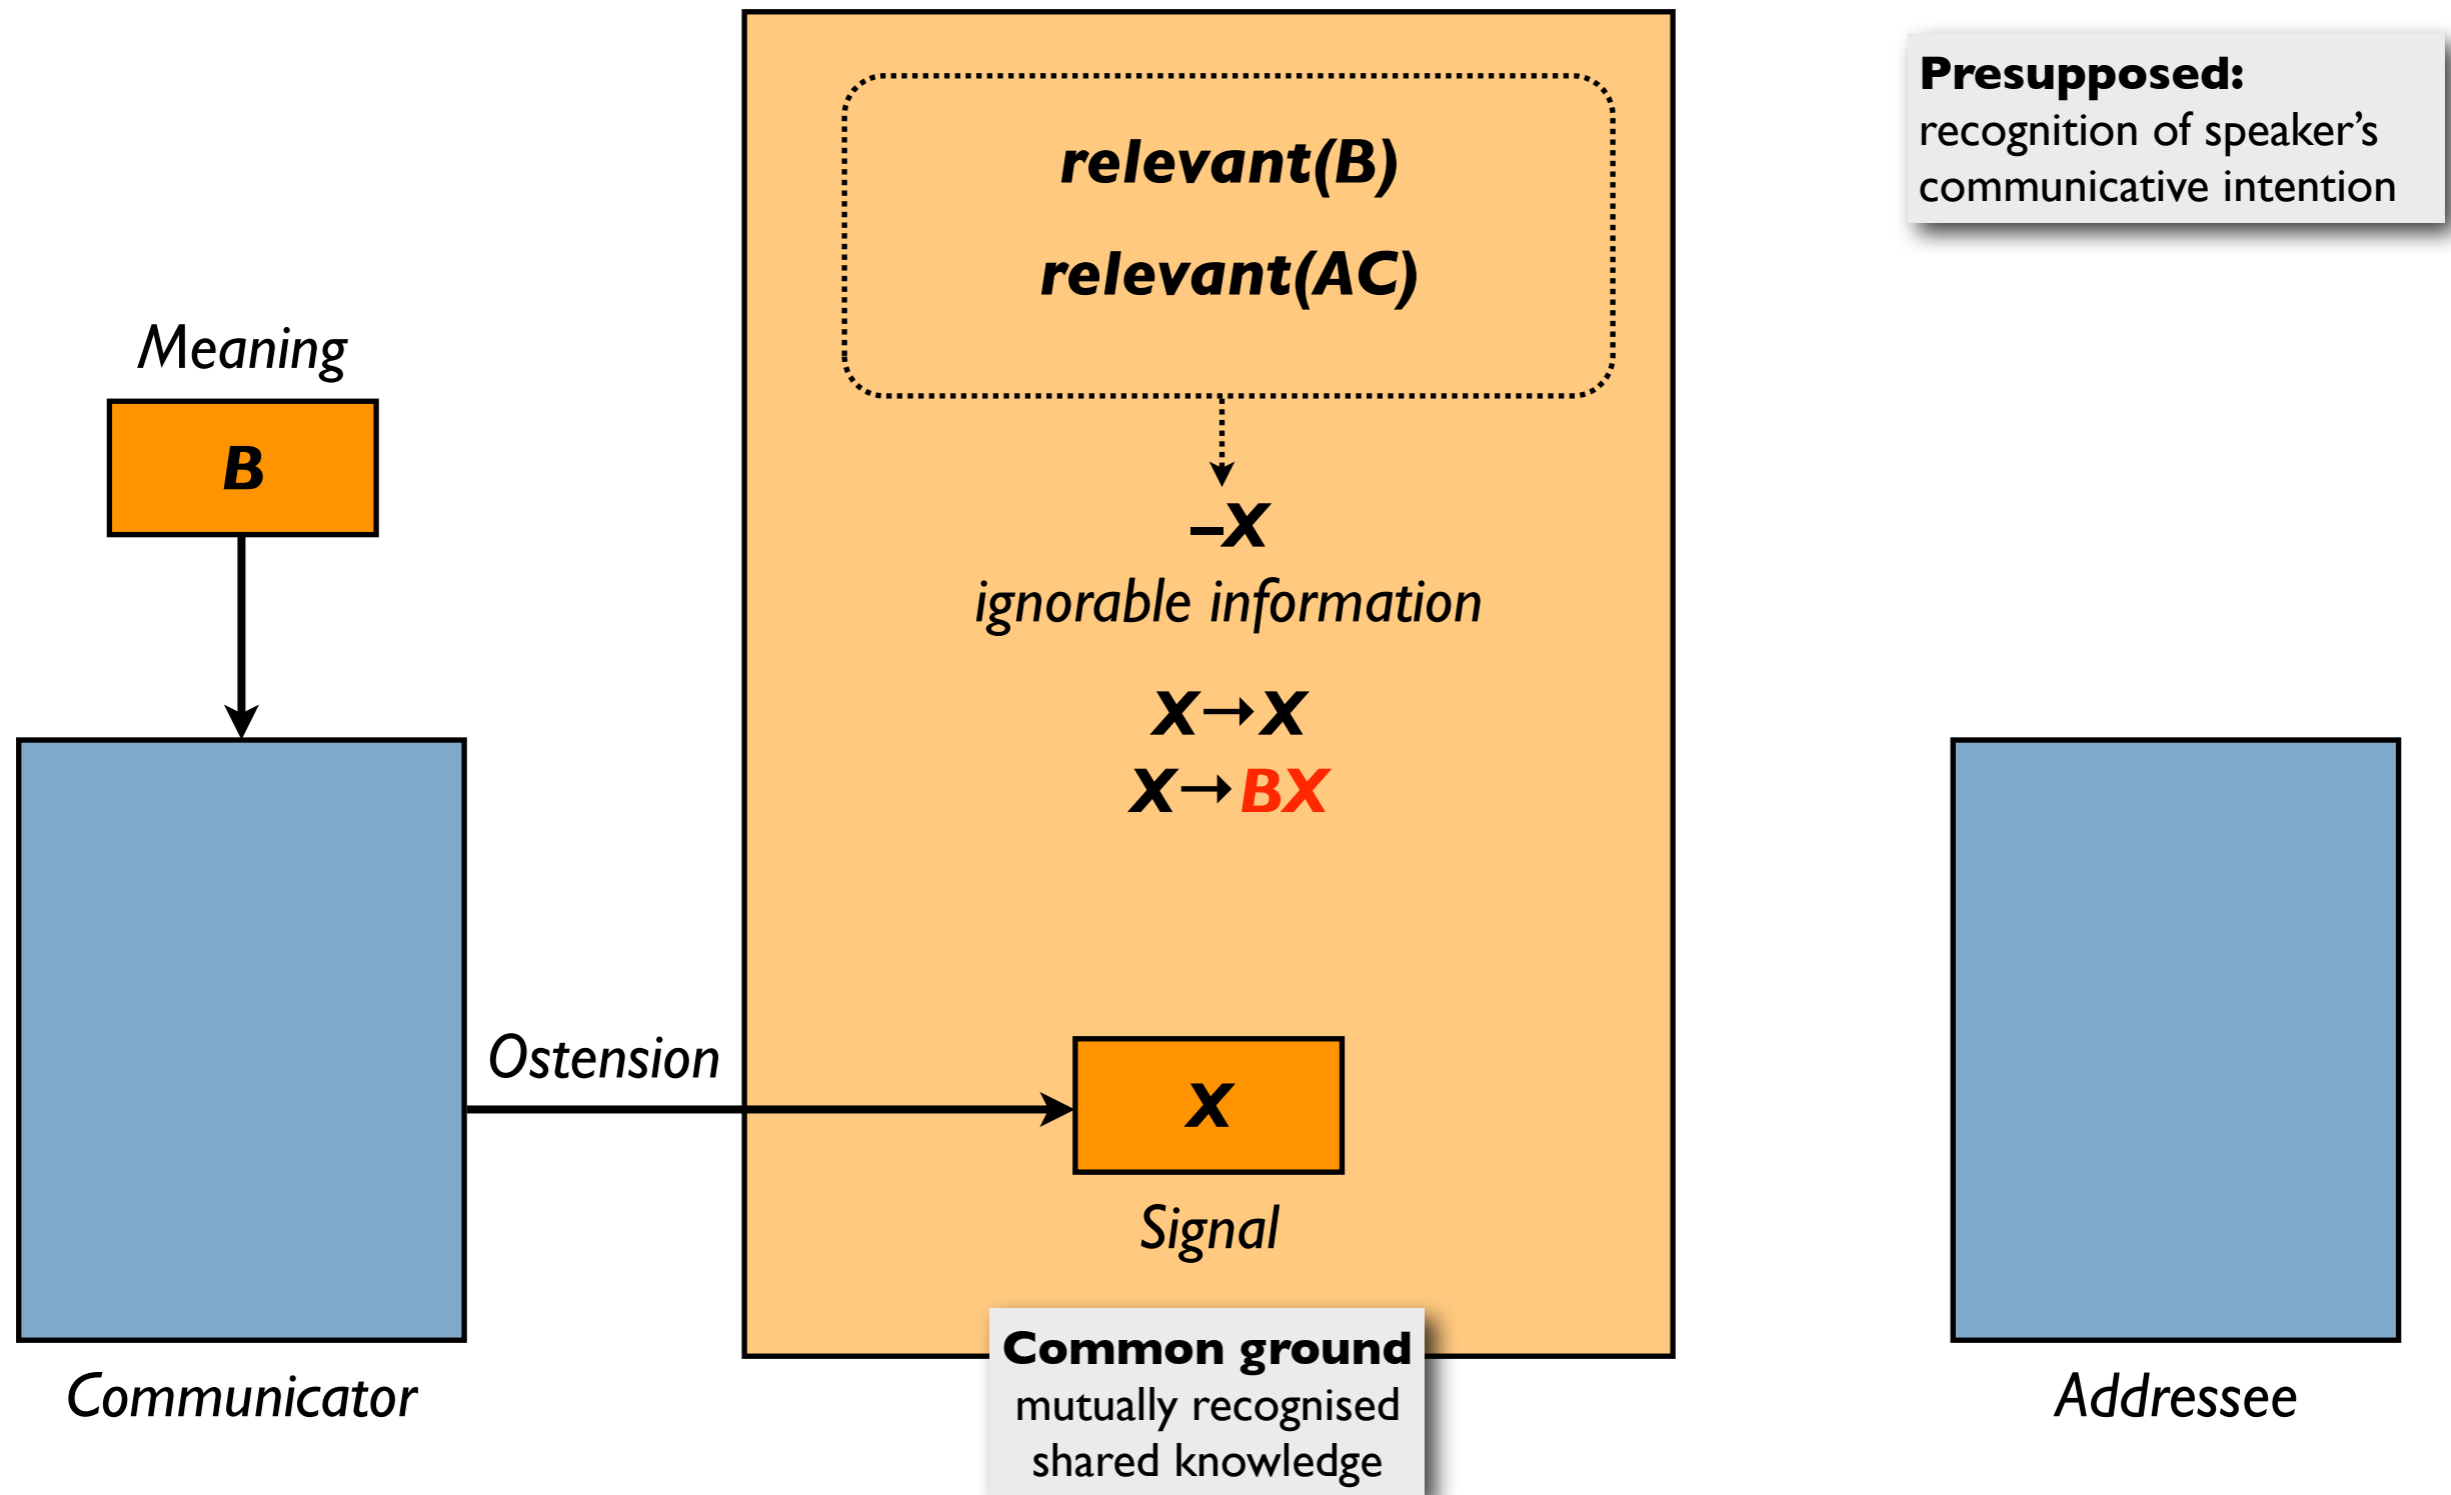 Presupposed:
recognition of speaker’s
communicative intention
relevant(B)
relevant(AC)
Meaning
B
–X
ignorable information
X→X
X→BX
Ostension
X
Signal
Common ground
mutually recognised
shared knowledge
Communicator
Addressee